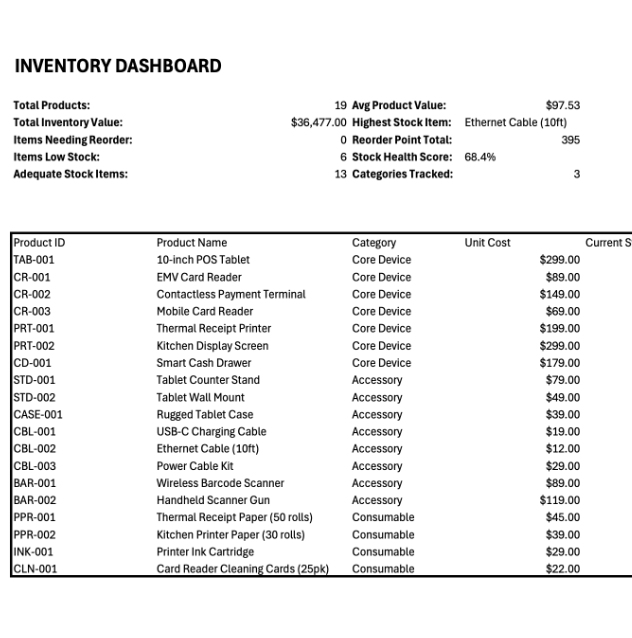 INVENTORY DASHBOARD
Total Products: 19 Avg Product Value: $97.53
Total Inventory Value: $36,477.00 Highest Stock Item: Ethernet Cable (10ft)
Items Needing Reorder: 0 Reorder Point Total: 395
Items Low Stock: 6 Stock Health Score: 68.4%
Adequate Stock Items: 13 Categories Tracked: 3
Product ID Product Name Category Unit Cost Current S
TAB-001 10-inch POS Tablet Core Device $299.00
CR-001 EMV Card Reader Core Device $89.00
CR-002 Contactless Payment Terminal Core Device $149.00
CR-003 Mobile Card Reader Core Device $69.00
PRT-001 Thermal Receipt Printer Core Device $199.00
PRT-002 Kitchen Display Screen Core Device $299.00
CD-001 Smart Cash Drawer Core Device $179.00
STD-001 Tablet Counter Stand Accessory $79.00
STD-002 Tablet Wall Mount Accessory $49.00
CASE-001 Rugged Tablet Case Accessory $39.00
CBL-001 USB-C Charging Cable Accessory $19.00
CBL-002 Ethernet Cable (10ft) Accessory $12.00
CBL-003 Power Cable Kit Accessory $29.00
BAR-001 Wireless Barcode Scanner Accessory $89.00
BAR-002 Handheld Scanner Gun Accessory $119.00
PPR-001 Thermal Receipt Paper (50 rolls) Consumable $45.00
PPR-002 Kitchen Printer Paper (30 rolls) Consumable $39.00
INK-001 Printer Ink Cartridge Consumable $29.00
CLN-001 Card Reader Cleaning Cards (25pk) Consumable $22.00